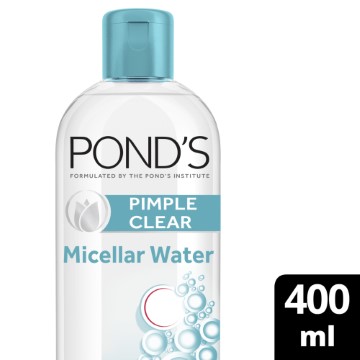 POND'S
FORMULATED BY THE POND'S INSTITUTE
PIMPLE
CLEAR
Micellar Water
400
ml